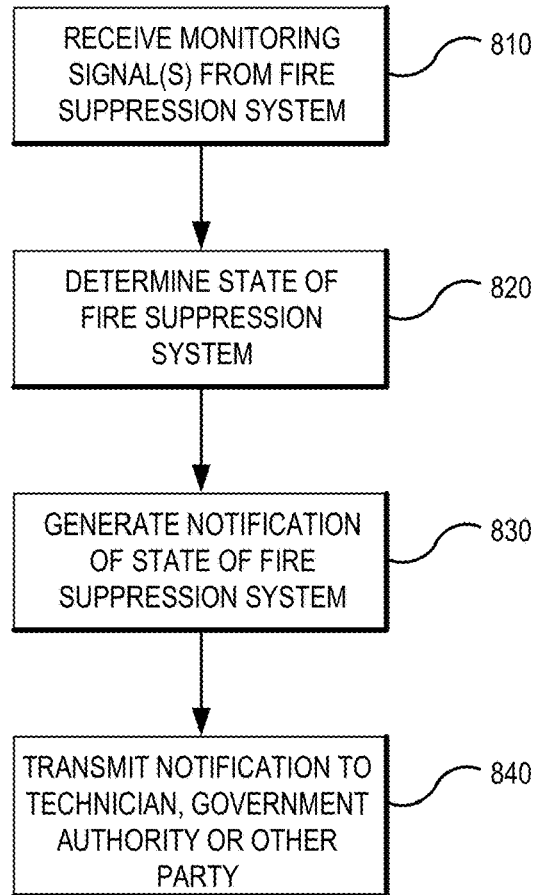 RECEIVE MONITORING
SIGNAL(S) FROM FIRE
SUPPRESSION SYSTEM
810
DETERMINE STATE OF
FIRE SUPPRESSION
SYSTEM
820
GENERATE NOTIFICATION
OF STATE OF FIRE
SUPPRESSION SYSTEM
830
TRANSMIT NOTIFICATION TO
TECHNICIAN, GOVERNMENT
AUTHORITY OR OTHER
PARTY
840